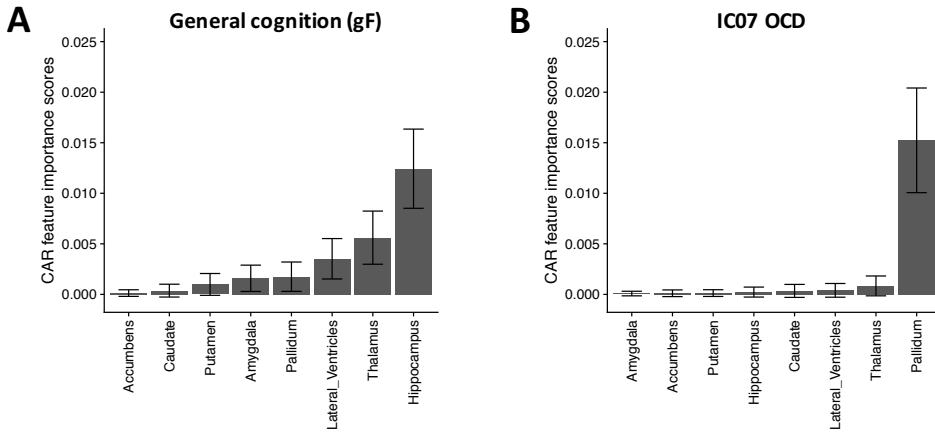 A
General cognition (gF)
CAR feature importance scores
0.025
0.020
0.015
0.010
0.005
0.000
Accumbens
Caudate
Putamen
Amygdala
Pallidum
Lateral_Ventricles
Thalamus
Hippocampus
B
IC07 OCD
CAR feature importance scores
0.025
0.020
0.015
0.010
0.005
0.000
Amygdala
Accumbens
Putamen
Hippocampus
Caudate
Lateral_Ventricles
Thalamus
Pallidum